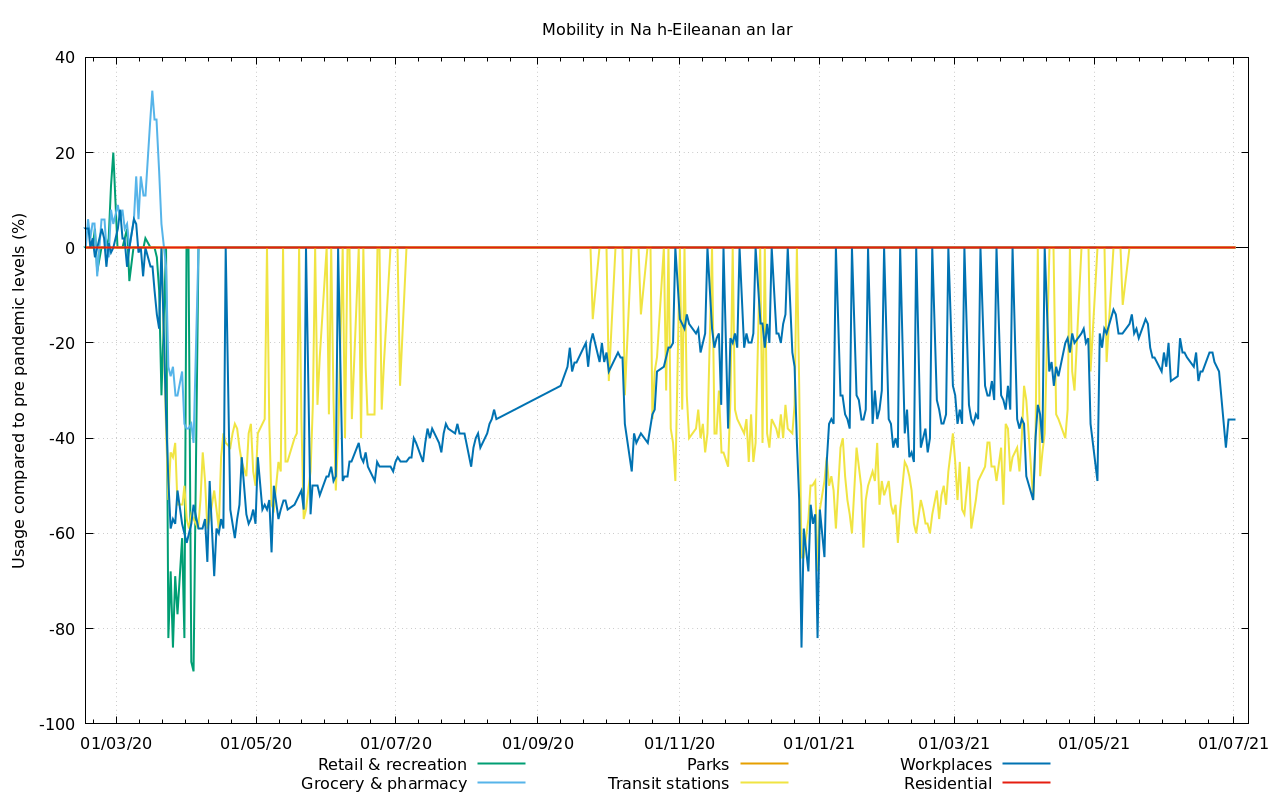 Mobility in Na h-Eileanan an Iar
Usage compared to pre pandemic levels (%)
40
20
0
-20
-40
-60
-80
-100
01/03/20 01/05/20 01/07/20 01/09/20 01/11/20 01/01/21 01/03/21 01/05/21 01/07/21
Retail & recreation Parks Workplaces
Grocery & pharmacy Transit stations Residential